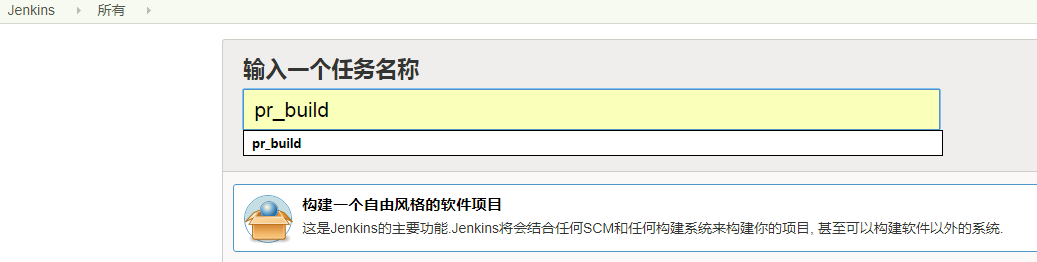 Jenkins 所有
输入一个任务名称
pr_build
pr_build
构建一个自由风格的软件项目
这是Jenkins的主要功能.Jenkins将会结合任何SCM和任何构建系统来构建你的项目, 甚至可以构建软件以外的系统.